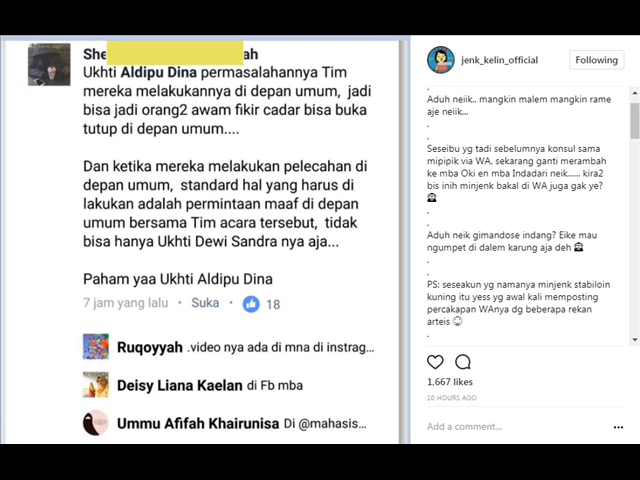 She ah
Ukhti Aldipu Dina permasalahannya Tim
mereka melakukannya di depan umum, jadi
bisa jadi orang2 awam fikir cadar bisa buka
tutup di depan umum....
Dan ketika mereka melakukan pelecahan di
depan umum, standard hal yang harus di
lakukan adalah permintaan maaf di depan
umum bersama Tim acara tersebut, tidak
bisa hanya Ukhti Dewi Sandra nya aja...
Paham yaa Ukhti Aldipu Dina
7 jam yang lalu • Suka • 18
Ruqoyyah .video nya ada di mna di instrag...
Deisy Liana Kaelan di Fb mba
Ummu Afifah Khairunisa Di @mahasis...
jenk_kelin_official
Following
.
Aduh neiik.. mangkin malem mangkin rame
aje neiik...
.
.
Seseibu yg tadi sebelumnya konsul sama
mipipik via WA, sekarang ganti merambah
ke mba Oki en mba Indadari neik...... kira2
bis inih minjenk bakal di WA juga gak ye?
.
.
Aduh neik gimandose indang? Eike mau
ngumpet di dalem karung aja deh
.
.
PS: seseakun yg namanya minjenk stabiloin
kuning itu yess yg awal kali memposting
percakapan WAnya dg beberapa rekan
arteis
.
1,667 likes
10 HOURS AGO
Add a comment...